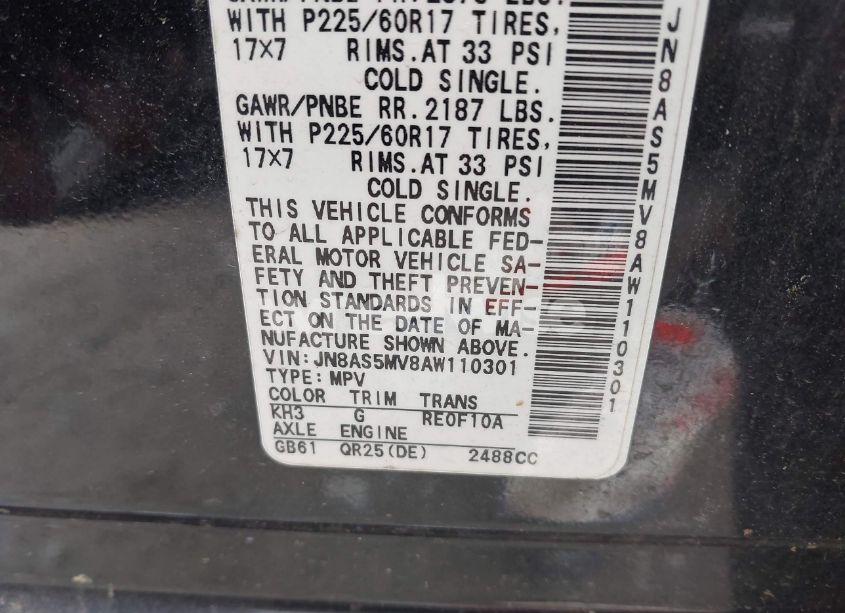 WITH P225/60R17 TIRES,
17X7 RIMS.AT 33 PSI
COLD SINGLE.
GAWR/PNBE RR.2187 LBS.
WITH P225/60R17 TIRES,
17X7 RIMS.AT 33 PSI
COLD SINGLE.
THIS VEHICLE CONFORMS
TO ALL APPLICABLE FED-
ERAL MOTOR VEHICLE SA-
FETY AND THEFT PREVEN-
TION STANDARDS IN EFF-
ECT ON THE DATE OF MA-
NUFACTURE SHOWN ABOVE.
VIN:JN8AS5MV8AW110301
TYPE:MPV
COLOR TRIM TRANS
KH3 G RE0F10A
AXLE ENGINE
GB61 QR25(DE) 2488CC
JN8AS5MV8AW110301